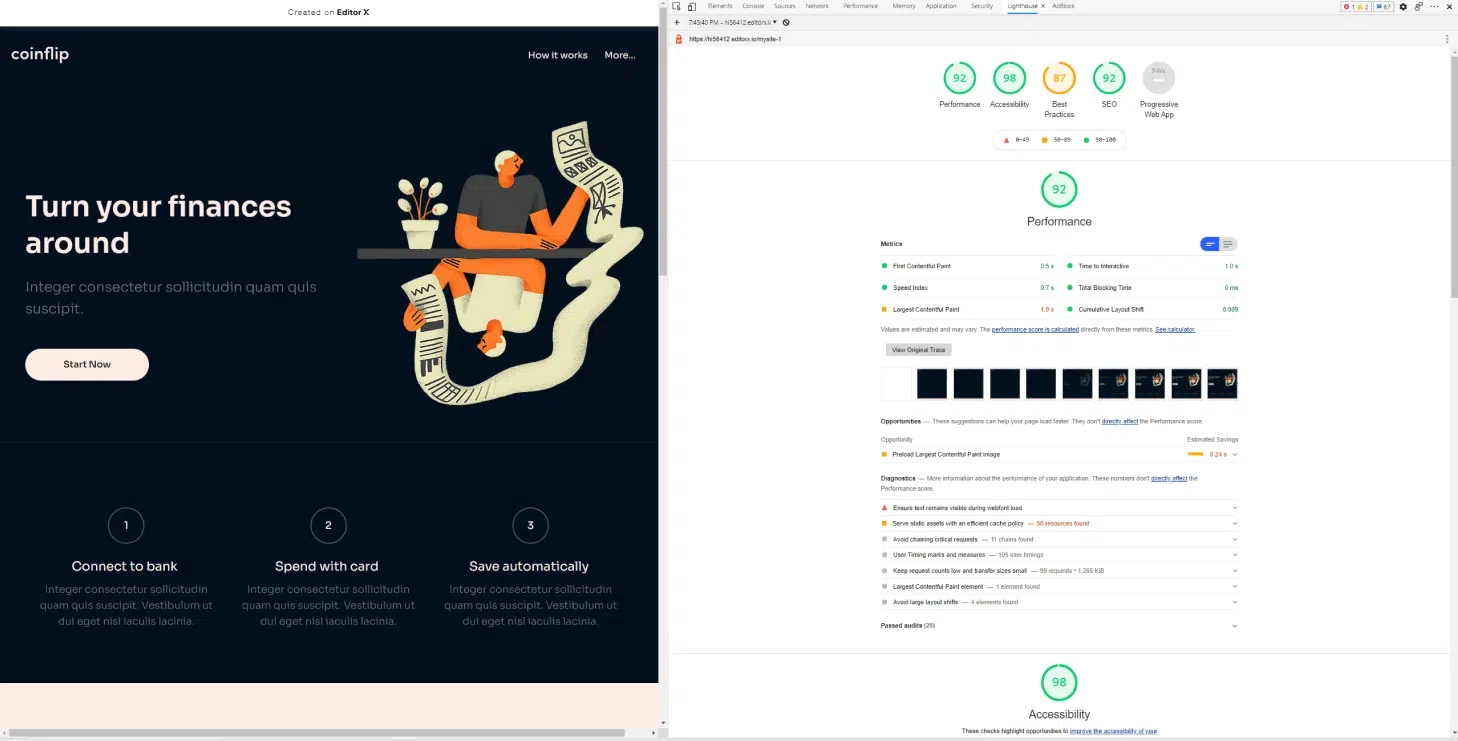 Created on Editor X
coinflip
How it works
More...
Turn your finances
around
Integer consectetur sollicitudin quam quis
suscipit.
Start Now
1
2
3
Connect to bank
Spend with card
Save automatically
Integer consectetur sollicitudin
quam quis suscipit. Vestibulum ut
dui eget nisl iaculis lacinia.
Integer consectetur sollicitudin
quam quis suscipit. Vestibulum ut
dui eget nisl iaculis lacinia.
Integer consectetur sollicitudin
quam quis suscipit. Vestibulum ut
dui eget nisl iaculis lacinia.
Elements Console Sources Network Performance Memory Application Security Lighthouse AdBlock
1 2 67
7:45:40 PM - hi56412.editorx.io
https://hi56412.editorx.io/mysite-1
92 98 87 92
Performance Accessibility Best Practices SEO Progressive Web App
0-49 50-89 90-100
92
Performance
Metrics
First Contentful Paint 0.5 s
Time to Interactive 1.0 s
Speed Index 0.7 s
Total Blocking Time 0 ms
Largest Contentful Paint 1.9 s
Cumulative Layout Shift 0.009
Values are estimated and may vary. The performance score is calculated directly from these metrics. See calculator.
View Original Trace
Opportunities — These suggestions can help your page load faster. They don't directly affect the Performance score.
Opportunity Estimated Savings
Preload Largest Contentful Paint image 0.24 s
Diagnostics — More information about the performance of your application. These numbers don't directly affect the
Performance score.
Ensure text remains visible during webfont load
Serve static assets with an efficient cache policy — 58 resources found
Avoid chaining critical requests — 11 chains found
User Timing marks and measures — 105 user timings
Keep request counts low and transfer sizes small — 99 requests • 1,265 KiB
Largest Contentful Paint element — 1 element found
Avoid large layout shifts — 4 elements found
Passed audits (29)
98
Accessibility
These checks highlight opportunities to improve the accessibility of your